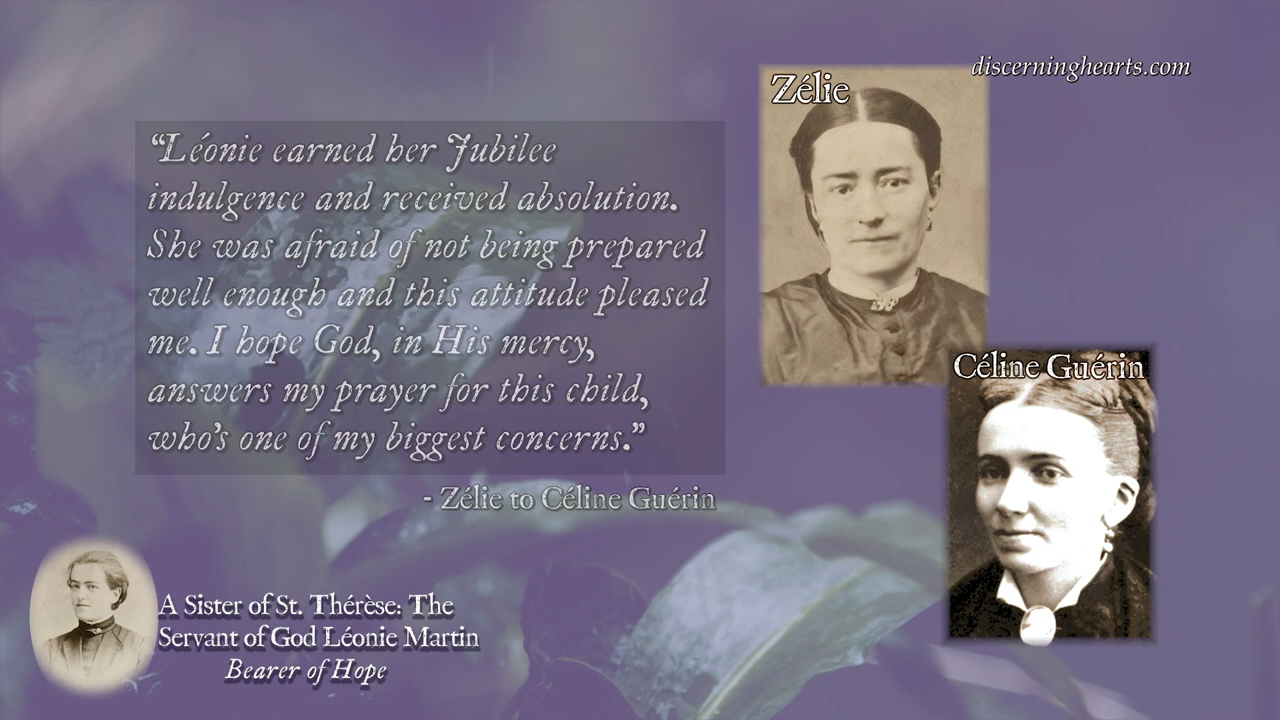 discerninghearts.com
Zélie
“Léonie earned her Jubilee
indulgence and received absolution.
She was afraid of not being prepared
well enough and this attitude pleased
me. I hope God, in His mercy,
answers my prayer for this child,
who’s one of my biggest concerns.”
- Zélie to Céline Guérin
Céline Guérin
A Sister of St. Thérèse: The
Servant of God Léonie Martin
Bearer of Hope